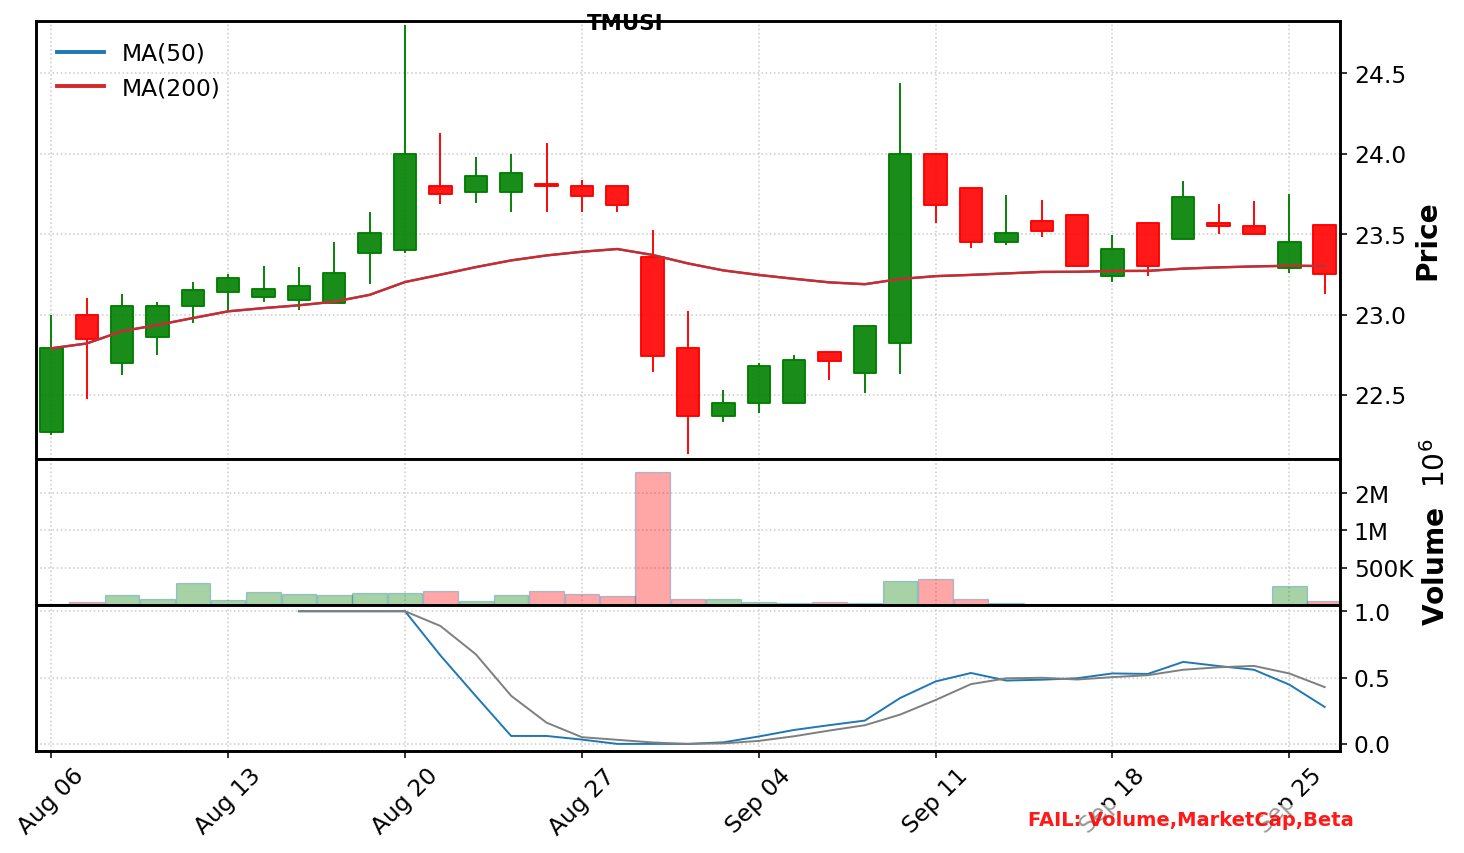 TMUSI
MA(50)
MA(200)
24.5
24.0
23.5
23.0
22.5
Price
2M
1M
500K
Volume 10⁶
1.0
0.5
0.0
Aug 06
Aug 13
Aug 20
Aug 27
Sep 04
Sep 11
Sep 18
Sep 25
FAIL: Volume,MarketCap,Beta